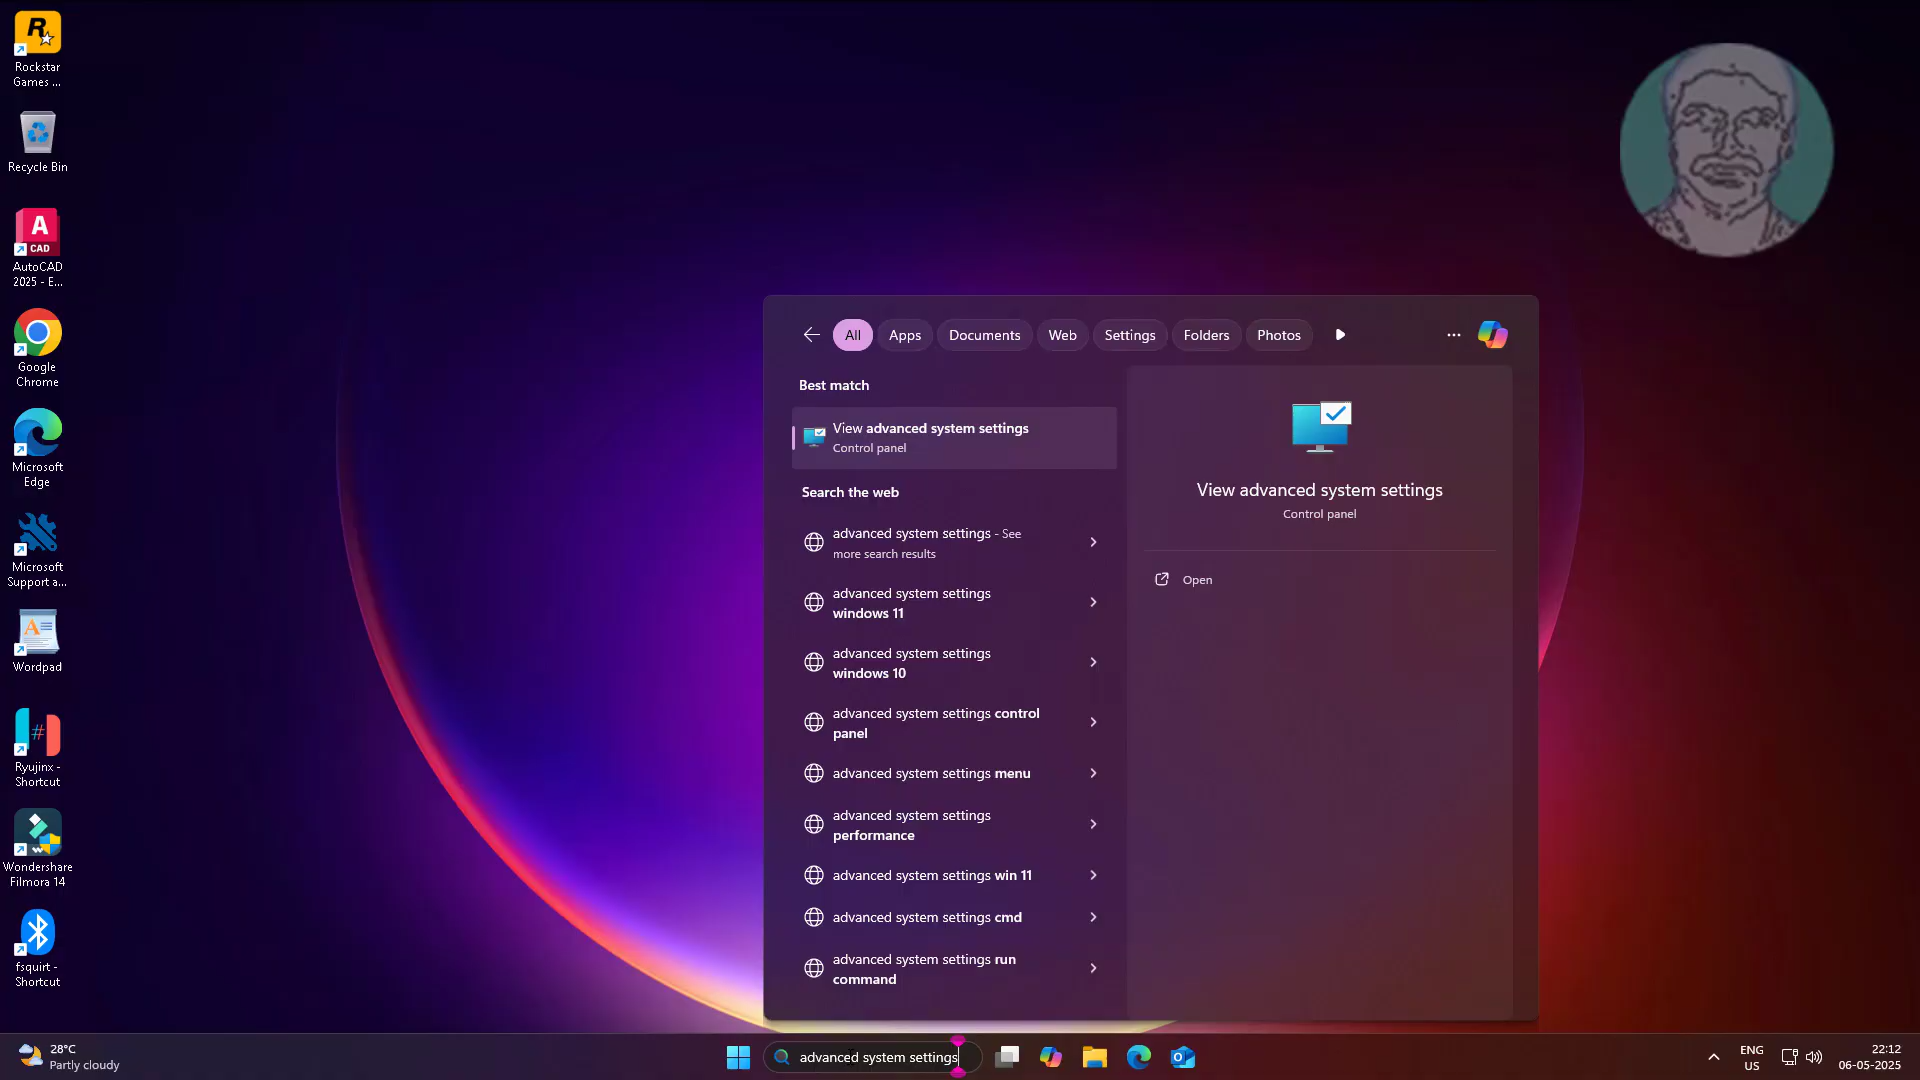 Rockstar
Games ...
Recycle Bin
A
CAD
AutoCAD
2025 - E...
Google
Chrome
Microsoft
Edge
Microsoft
Support a...
Wordpad
Ryujinx -
Shortcut
Wondershare
Filmora 14
fsquirt -
Shortcut
All
Apps
Documents
Web
Settings
Folders
Photos
Best match
View advanced system settings
Control panel
Search the web
advanced system settings - See
more search results
advanced system settings
windows 11
advanced system settings
windows 10
advanced system settings control
panel
advanced system settings menu
advanced system settings
performance
advanced system settings win 11
advanced system settings cmd
advanced system settings run
command
View advanced system settings
Control panel
Open
28°C
Partly cloudy
advanced system settings
ENG
US
22:12
06-05-2025